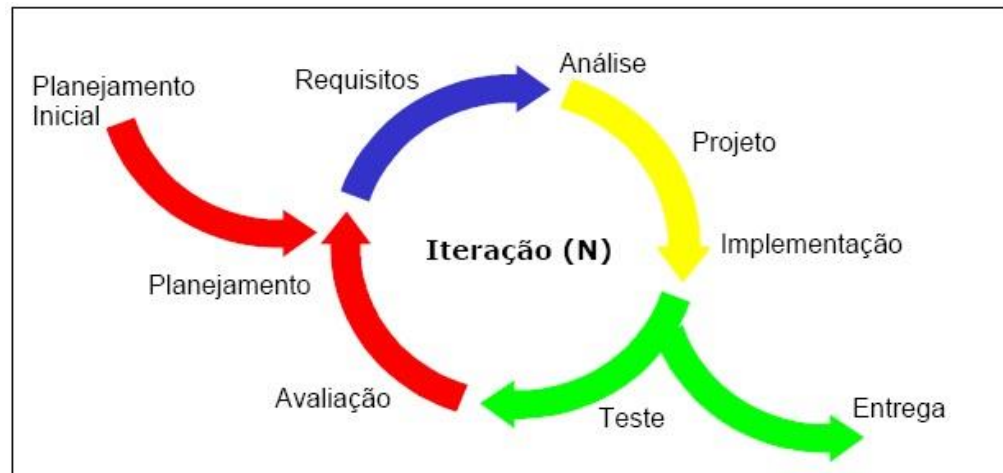 Planejamento
Inicial
Requisitos
Análise
Projeto
Iteração (N)
Implementação
Planejamento
Avaliação
Teste
Entrega